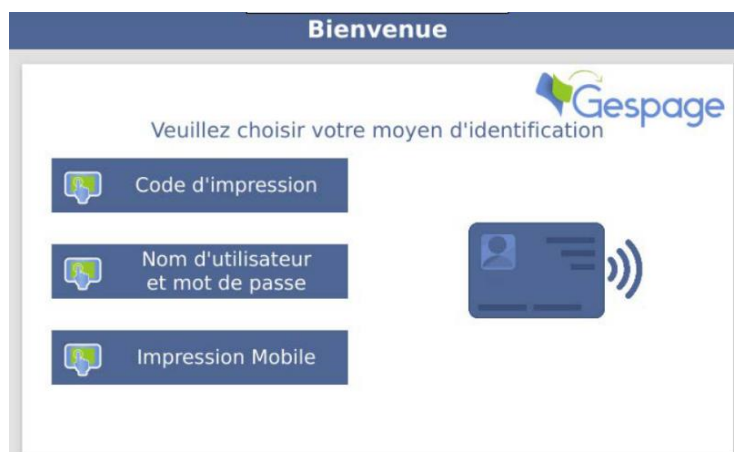 Bienvenue
Gespage
Veuillez choisir votre moyen d'identification
Code d'impression
Nom d'utilisateur
et mot de passe
Impression Mobile